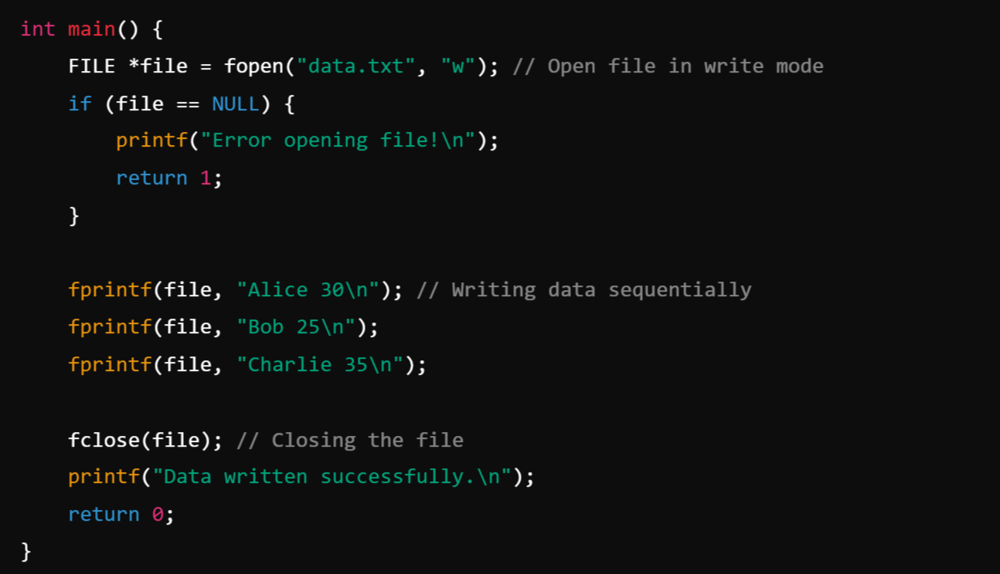 int main() {
    FILE *file = fopen("data.txt", "w"); // Open file in write mode
    if (file == NULL) {
        printf("Error opening file!\n");
        return 1;
    }
    fprintf(file, "Alice 30\n"); // Writing data sequentially
    fprintf(file, "Bob 25\n");
    fprintf(file, "Charlie 35\n");
    fclose(file); // Closing the file
    printf("Data written successfully.\n");
    return 0;
}